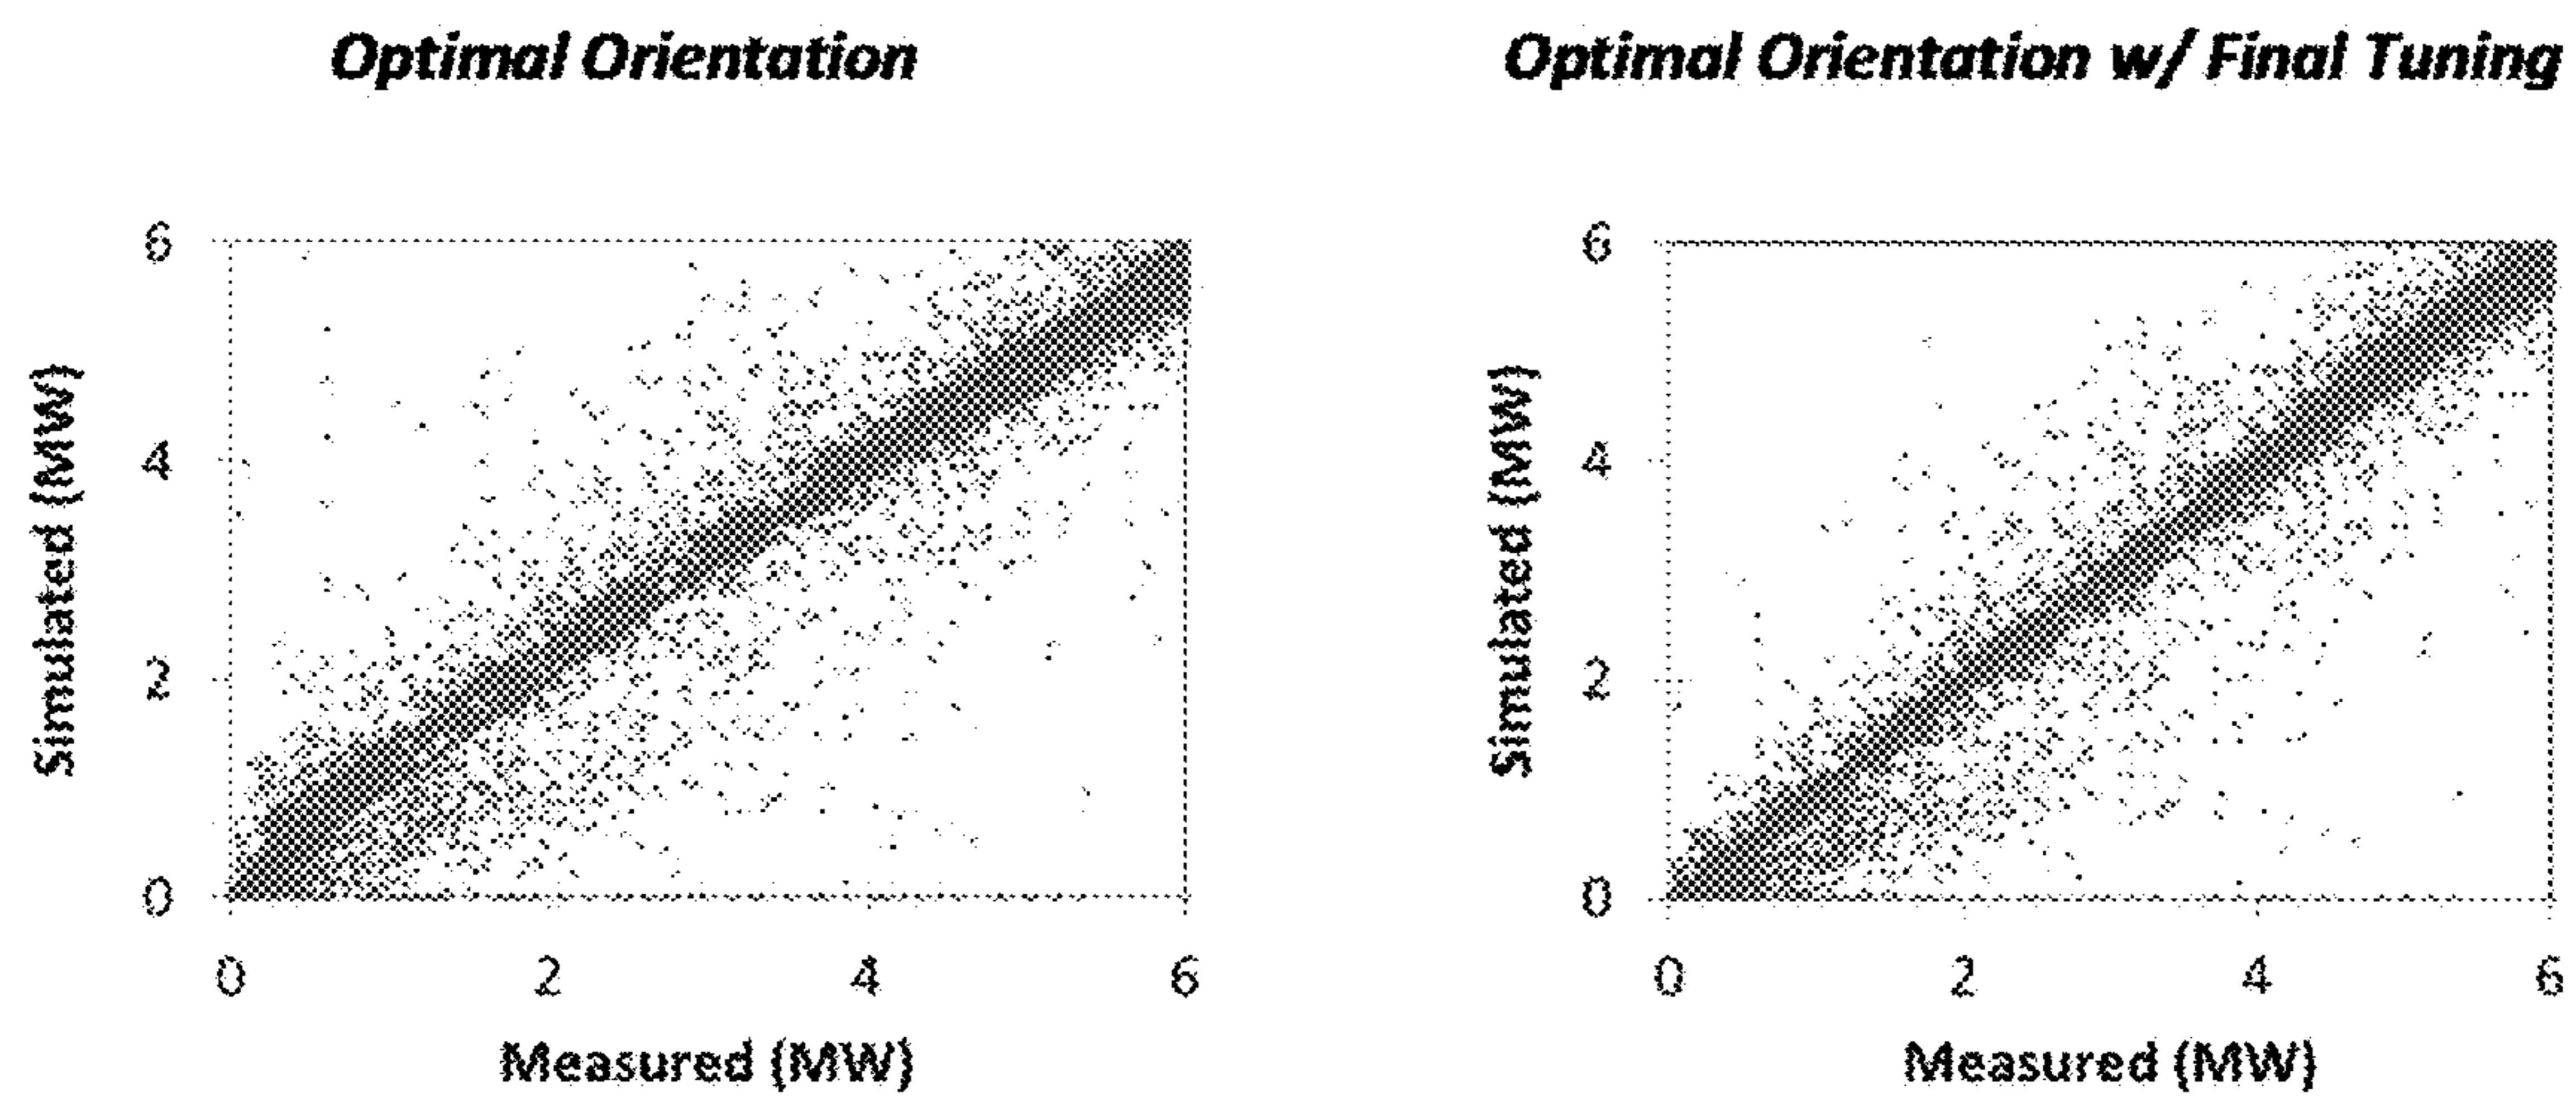 Optimal Orientation
6
4
2
0
Simulated (MW)
0 2 4 6
Measured (MW)
Optimal Orientation w/ Final Tuning
6
4
2
0
Simulated (MW)
0 2 4 6
Measured (MW)